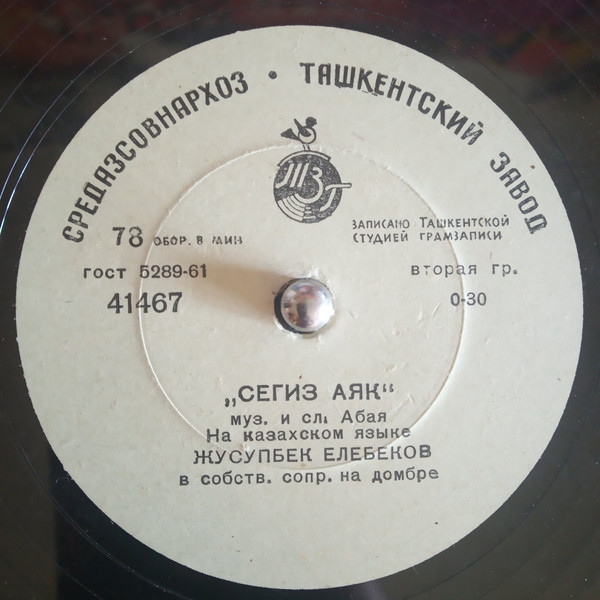 СРЕДАЗСОВНАРХОЗ • ТАШКЕНТСКИЙ ЗАВОД
ТЗГ
78 ОБОР. В МИН
ЗАПИСАНО ТАШКЕНТСКОЙ
СТУДИЕЙ ГРАМЗАПИСИ
ГОСТ 5289-61
вторая гр.
41467
0-30
„СЕГИЗ АЯК“
муз. и сл. Абая
На казахском языке
ЖУСУПБЕК ЕЛЕБЕКОВ
в собств. сопр. на домбре